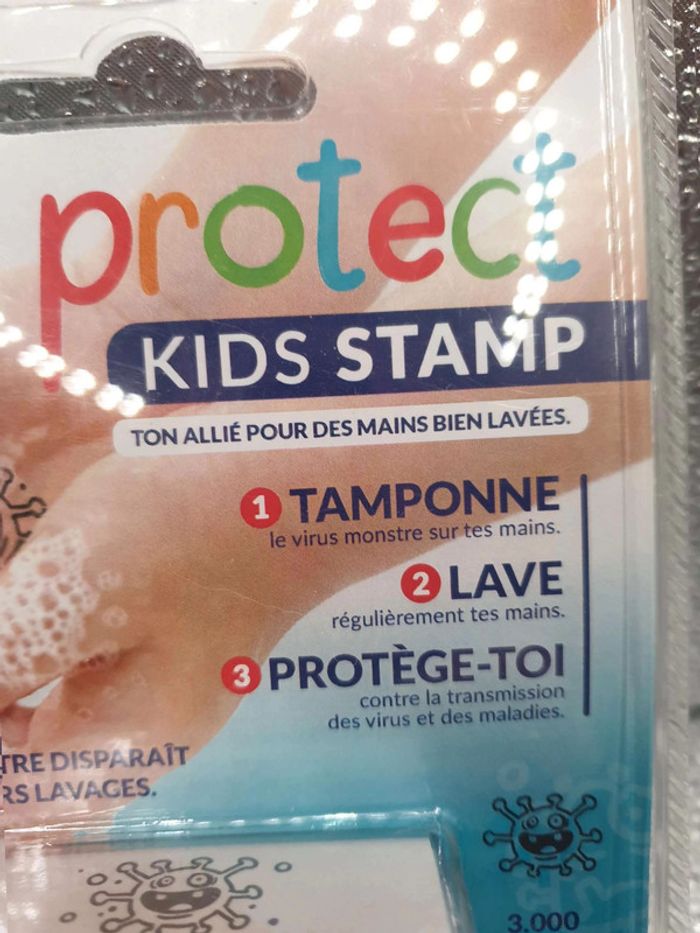 protect
KIDS STAMP
TON ALLIÉ POUR DES MAINS BIEN LAVÉES.
1 TAMPONNE
le virus monstre sur tes mains.
2 LAVE
régulièrement tes mains.
3 PROTÈGE-TOI
contre la transmission
des virus et des maladies.
TRE DISPARAÎT
RS LAVAGES.
3.000